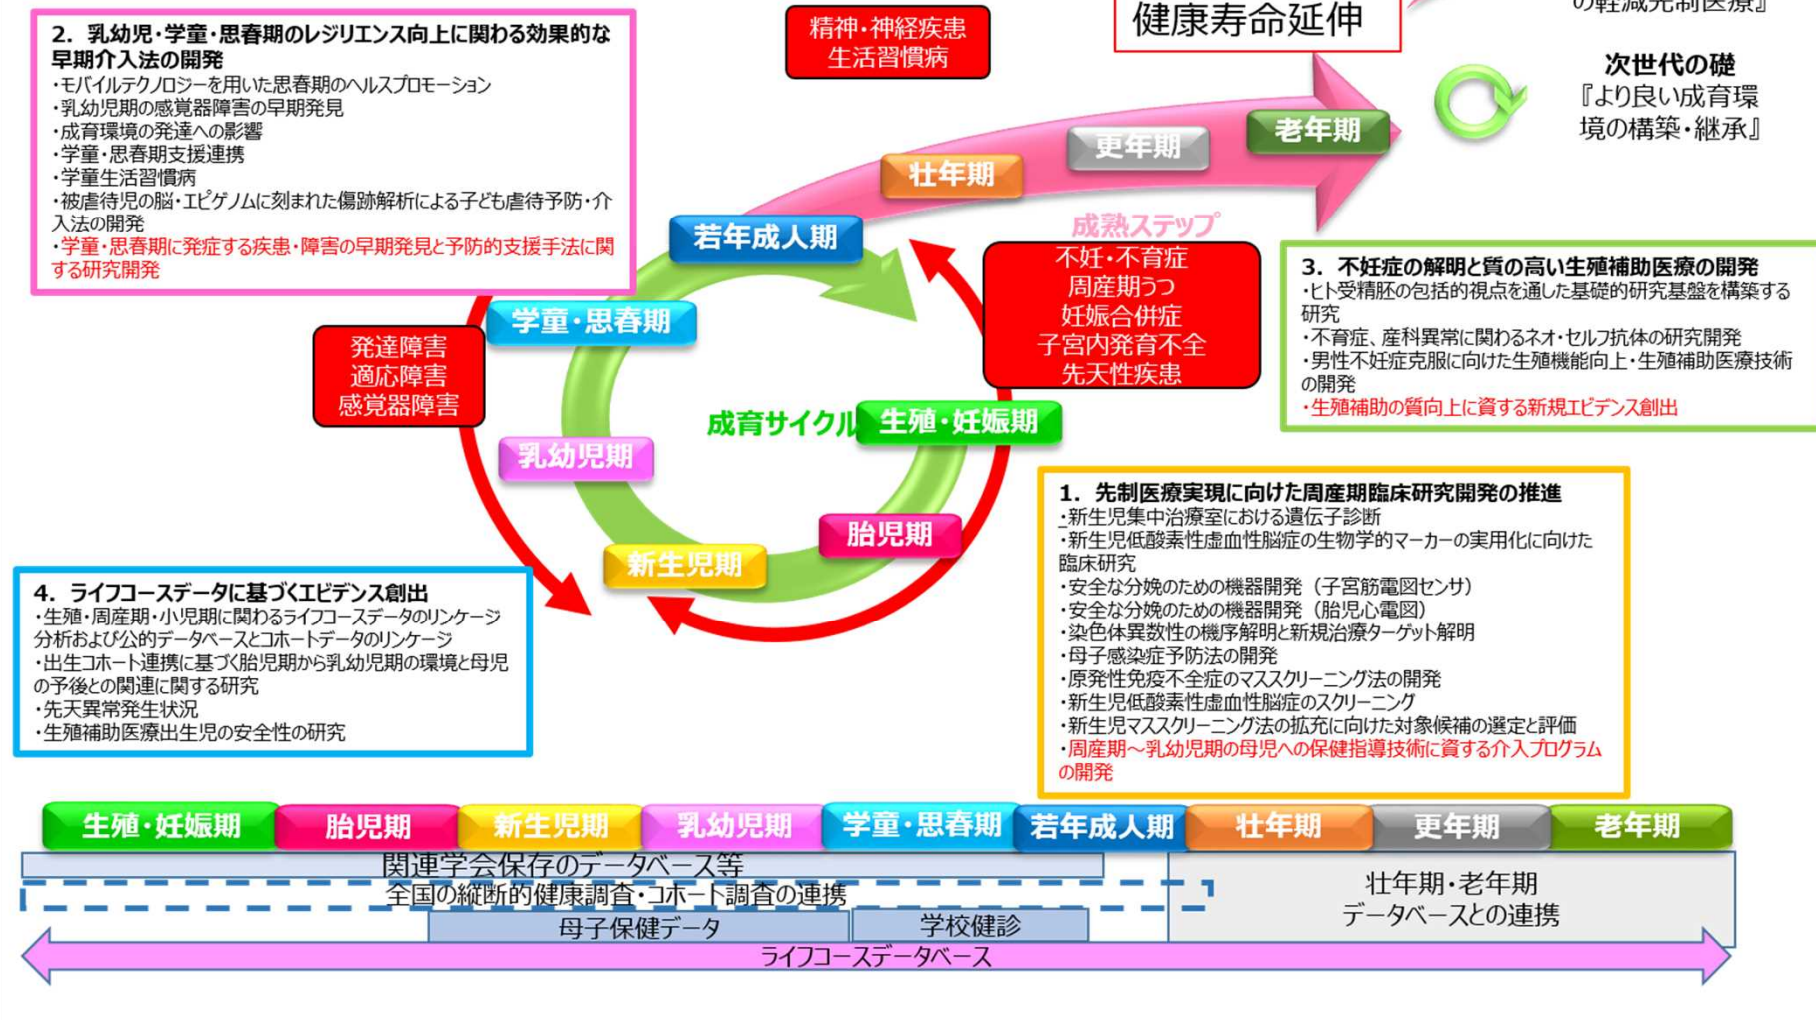 2．乳幼児・学童・思春期のレジリエンス向上に関わる効果的な
早期介入法の開発
・モバイルテクノロジーを用いた思春期のヘルスプロモーション
・乳幼児期の感覚器障害の早期発見
・成育環境の発達への影響
・学童・思春期支援連携
・学童生活習慣病
・被虐待児の脳・エピゲノムに刻まれた傷跡解析による子ども虐待予防・介
入法の開発
・学童・思春期に発症する疾患・障害の早期発見と予防的支援手法に関
する研究開発
精神・神経疾患
生活習慣病
健康寿命延伸
の軽減先制医療』
次世代の礎
『より良い成育環
境の構築・継承』
老年期
更年期
壮年期
成熟ステップ
若年成人期
学童・思春期
不妊・不育症
周産期うつ
妊娠合併症
子宮内発育不全
先天性疾患
発達障害
適応障害
感覚器障害
成育サイクル
生殖・妊娠期
乳幼児期
胎児期
新生児期
3．不妊症の解明と質の高い生殖補助医療の開発
・ヒト受精胚の包括的視点を通した基礎的研究基盤を構築する
研究
・不育症、産科異常に関わるネオ・セルフ抗体の研究開発
・男性不妊症克服に向けた生殖機能向上・生殖補助医療技術
の開発
・生殖補助の質向上に資する新規エビデンス創出
1．先制医療実現に向けた周産期臨床研究開発の推進
・新生児集中治療室における遺伝子診断
・新生児低酸素性虚血性脳症の生物学的マーカーの実用化に向けた
臨床研究
・安全な分娩のための機器開発（子宮筋電図センサ）
・安全な分娩のための機器開発（胎児心電図）
・染色体異数性の機序解明と新規治療ターゲット解明
・母子感染症予防法の開発
・原発性免疫不全症のマススクリーニング法の開発
・新生児低酸素性虚血性脳症のスクリーニング
・新生児マススクリーニング法の拡充に向けた対象候補の選定と評価
・周産期～乳幼児期の母児への保健指導技術に資する介入プログラム
の開発
4．ライフコースデータに基づくエビデンス創出
・生殖・周産期・小児期に関わるライフコースデータのリンケージ
分析および公的データベースとコホートデータのリンケージ
・出生コホート連携に基づく胎児期から乳幼児期の環境と母児
の予後との関連に関する研究
・先天異常発生状況
・生殖補助医療出生児の安全性の研究
生殖・妊娠期 胎児期 新生児期 乳幼児期 学童・思春期 若年成人期 壮年期 更年期 老年期
関連学会保存のデータベース等
全国の縦断的健康調査・コホート調査の連携
母子保健データ 学校健診
壮年期・老年期
データベースとの連携
ライフコースデータベース